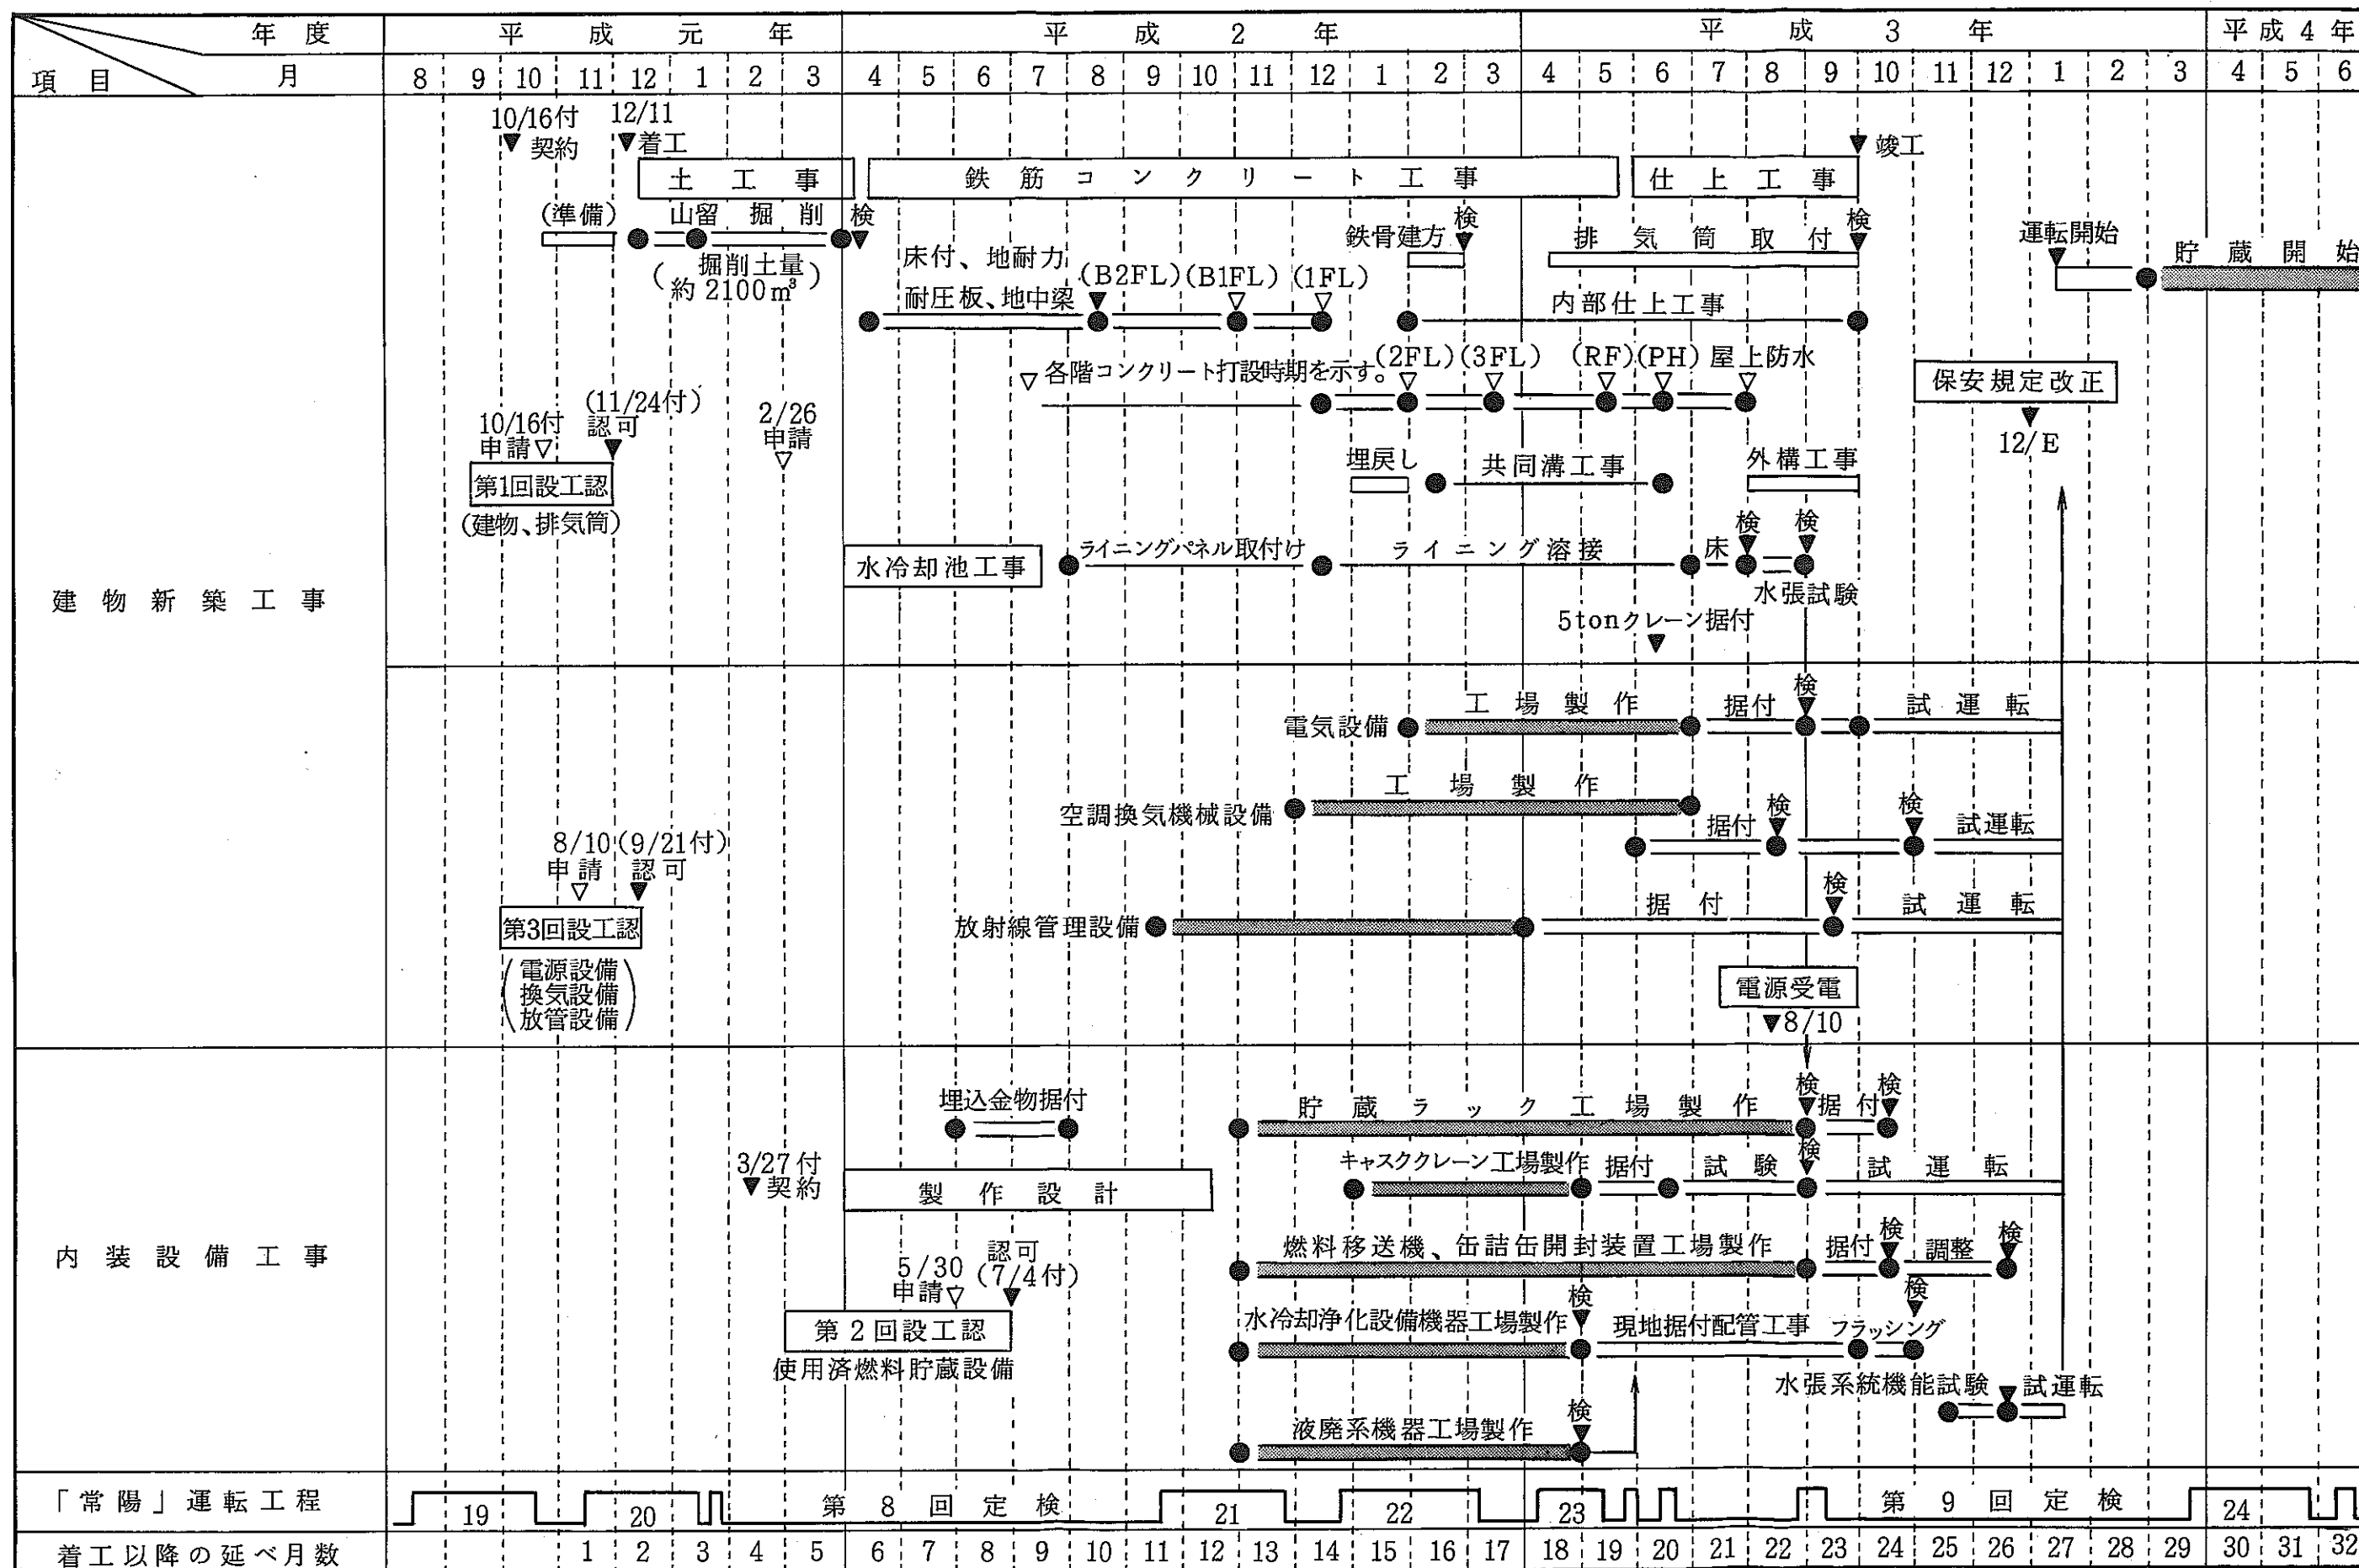 年度
平成元年
平成2年
平成3年
平成4年
項目
月
8 9 10 11 12 1 2 3 4 5 6 7 8 9 10 11 12 1 2 3 4 5 6 7 8 9 10 11 12 1 2 3 4 5 6
建物新築工事
10/16付
▼契約
12/11
▼着工
▼竣工
土工事
鉄筋コンクリート工事
仕上工事
(準備)
山留
掘削
検
掘削土量
(約2100m³)
床付、地耐力
耐圧板、地中梁
(B2FL)
(B1FL)
(1FL)
鉄骨建方
検
排気筒取付
検
運転開始
貯蔵開始
内部仕上工事
▽各階コンクリート打設時期を示す。
(2FL)
(3FL)
(RF)
(PH)
屋上防水
保安規定改正
12/E
10/16付
申請▽
(11/24付)
認可
2/26
申請
第1回設工認
(建物、排気筒)
埋戻し
共同溝工事
外構工事
水冷却池工事
ライニングパネル取付け
ライニング溶接
床
検
検
水張試験
5tonクレーン据付
電気設備
工場製作
据付
検
試運転
空調換気機械設備
工場製作
据付
検
検
試運転
8/10
申請
(9/21付)
認可
第3回設工認
(電源設備
換気設備
放管設備)
放射線管理設備
据付
検
試運転
電源受電
▼8/10
内装設備工事
埋込金物据付
貯蔵ラック工場製作
検
据付
検
3/27付
▼契約
製作設計
キャスククレーン工場製作
据付
試験
検
試運転
5/30
申請▽
認可
(7/4付)
第2回設工認
使用済燃料貯蔵設備
燃料移送機、缶詰缶開封装置工場製作
据付
検
調整
検
水冷却浄化設備機器工場製作
検
現地据付配管工事
フラッシング
検
水張系統機能試験
試運転
液廃系機器工場製作
検
「常陽」運転工程
19 20 第8回定検 21 22 23 第9回定検 24
着工以降の延べ月数
1 2 3 4 5 6 7 8 9 10 11 12 13 14 15 16 17 18 19 20 21 22 23 24 25 26 27 28 29 30 31 32